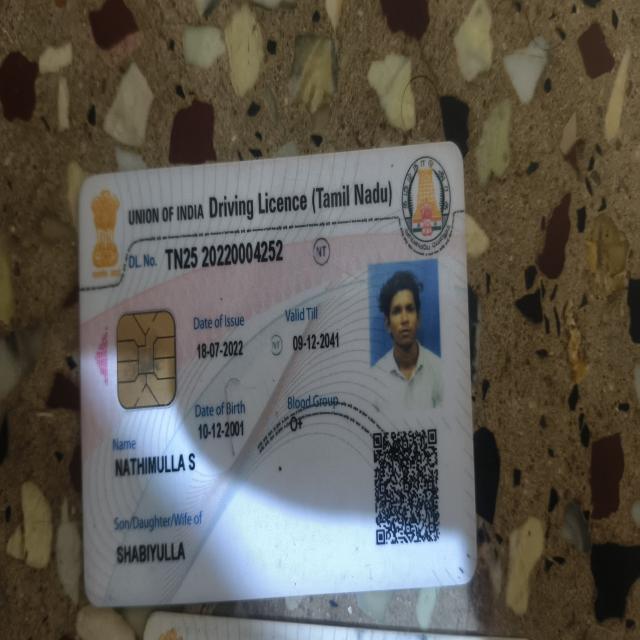 UNION OF INDIA Driving Licence (Tamil Nadu)
DL. No. TN25 20220004252 NT
Date of Issue Valid Till
18-07-2022 NT 09-12-2041
Date of Birth Blood Group
10-12-2001
Name
NATHIMULLA S
Son/Daughter/Wife of
SHABIYULLA